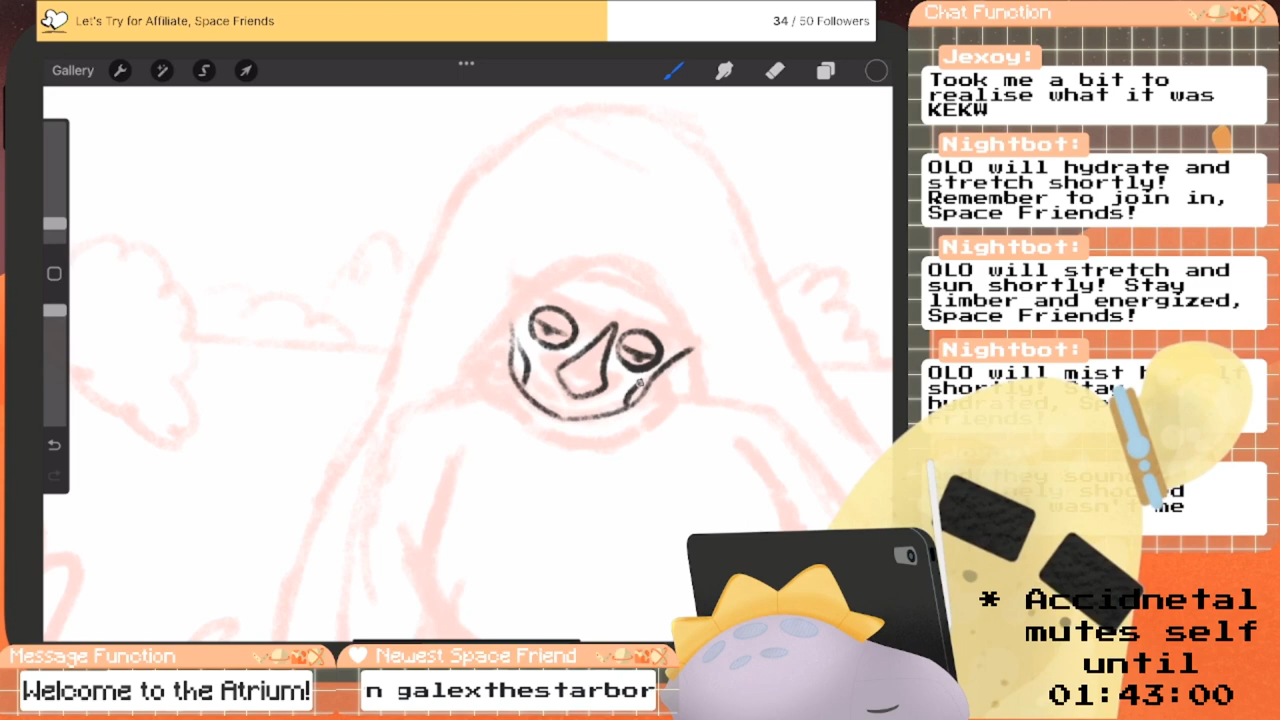 Let's Try for Affiliate, Space Friends
34 / 50 Followers
Gallery
Chat Function
Jexoy:
Took me a bit to
realise what it was
KEKW
Nightbot:
OLO will hydrate and
stretch shortly!
Remember to join in,
Space Friends!
Nightbot:
OLO will stretch and
sun shortly! Stay
limber and energized,
Space Friends!
Nightbot:
OLO will mist
* Accidnetal
mutes self
until
01:43:00
Message Function
Welcome to the Atrium!
Newest Space Friend
n galexthestarbor